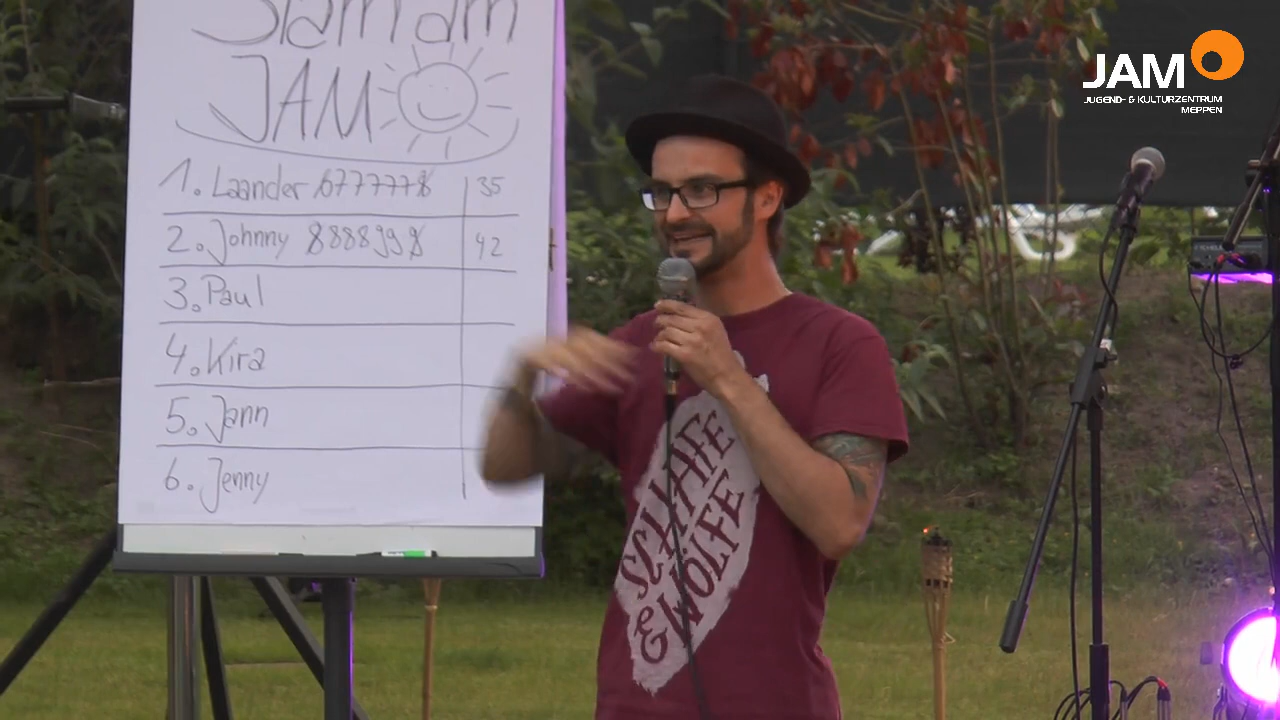 Slam am
JAM
1. Laander 6777778 35
2. Johnny 8888998 42
3. Paul
4. Kira
5. Jann
6. Jenny
SCHAFE
& WÖLFE
JAM
JUGEND- & KULTURZENTRUM
MEPPEN